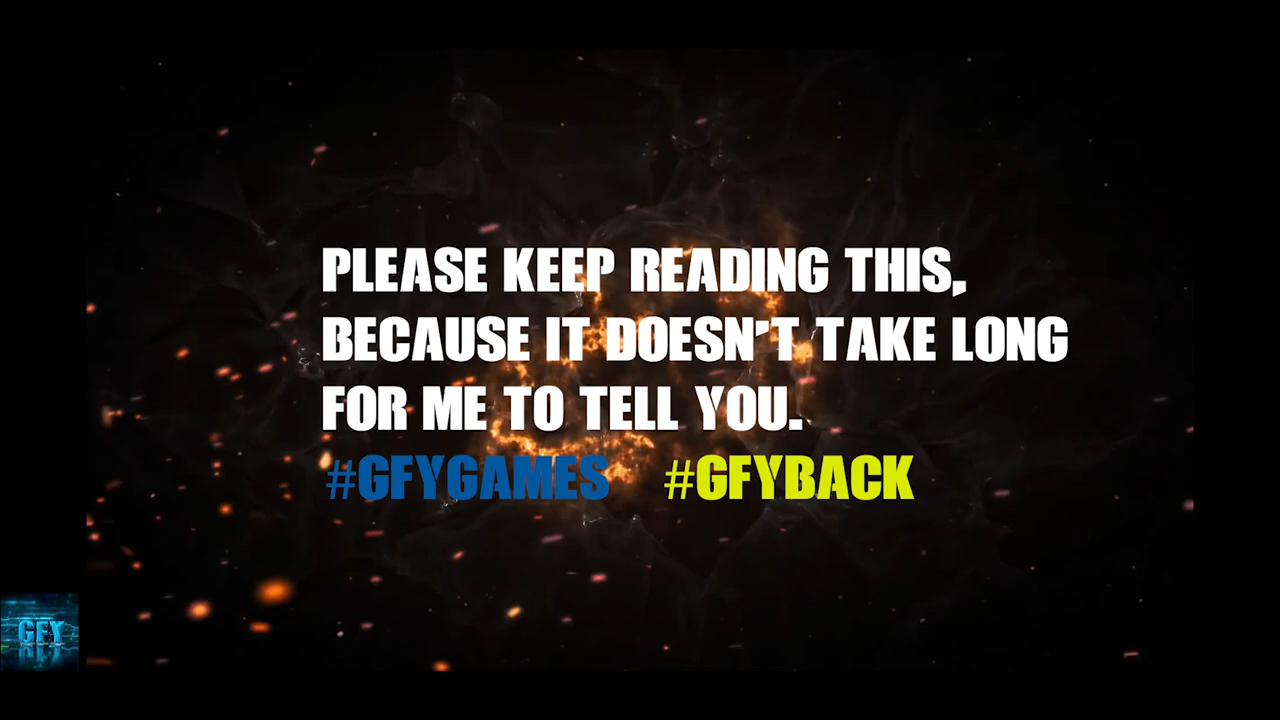 PLEASE KEEP READING THIS,
BECAUSE IT DOESN'T TAKE LONG
FOR ME TO TELL YOU.
#GFYGAMES #GFYBACK
GFY